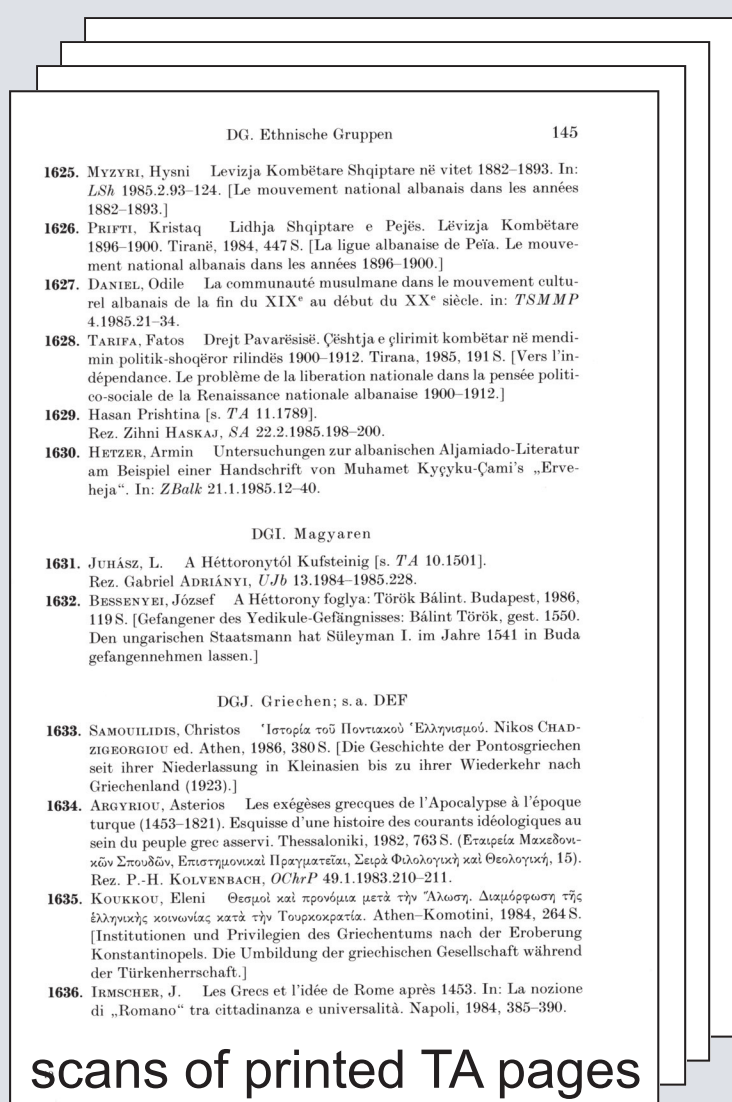 DG. Ethnische Gruppen 145
1625. MYZYRI, Hysni Levizja Kombëtare Shqiptare në vitet 1882–1893. In:
LSh 1985.2.93–124. [Le mouvement national albanais dans les années
1882–1893.]
1626. PRIFTI, Kristaq Lidhja Shqiptare e Pejës. Lëvizja Kombëtare
1896–1900. Tiranë, 1984, 447 S. [La ligue albanaise de Peïa. Le mouve-
ment national albanais dans les années 1896–1900.]
1627. DANIEL, Odile La communauté musulmane dans le mouvement cultu-
rel albanais de la fin du XIXᵉ au début du XXᵉ siècle. in: TSMMP
4.1985.21–34.
1628. TARIFA, Fatos Drejt Pavarësisë. Çështja e çlirimit kombëtar në mendi-
min politik-shoqëror rilindës 1900–1912. Tirana, 1985, 191 S. [Vers l'in-
dépendance. Le problème de la liberation nationale dans la pensée politi-
co-sociale de la Renaissance nationale albanaise 1900–1912.]
1629. Hasan Prishtina [s. TA 11.1789].
Rez. Zihni HASKAJ, SA 22.2.1985.198–200.
1630. HETZER, Armin Untersuchungen zur albanischen Aljamiado-Literatur
am Beispiel einer Handschrift von Muhamet Kyçyku-Çami's „Erve-
heja“. In: ZBalk 21.1.1985.12–40.
DGI. Magyaren
1631. JUHÁSZ, L. A Héttoronytól Kufsteinig [s. TA 10.1501].
Rez. Gabriel ADRIÁNYI, UJb 13.1984–1985.228.
1632. BESSENYEI, József A Héttorony foglya: Török Bálint. Budapest, 1986,
119 S. [Gefangener des Yedikule-Gefängnisses: Bálint Török, gest. 1550.
Den ungarischen Staatsmann hat Süleyman I. im Jahre 1541 in Buda
gefangennehmen lassen.]
DGJ. Griechen; s. a. DEF
1633. SAMOUILIDIS, Christos Ἱστορία τοῦ Ποντιακοὺ Ἑλληνισμού. Nikos CHAD-
ZIGEORGIOU ed. Athen, 1986, 380 S. [Die Geschichte der Pontosgriechen
seit ihrer Niederlassung in Kleinasien bis zu ihrer Wiederkehr nach
Griechenland (1923).]
1634. ARGYRIOU, Asterios Les exégèses grecques de l'Apocalypse à l'époque
turque (1453–1821). Esquisse d'une histoire des courants idéologiques au
sein du peuple grec asservi. Thessaloniki, 1982, 763 S. (Ἑταιρεία Μακεδονι-
κῶν Σπουδῶν, Επιστημονικαὶ Πραγματεῖαι, Σειρὰ Φιλολογικὴ καὶ Θεολογική, 15).
Rez. P.-H. KOLVENBACH, OChrP 49.1.1983.210–211.
1635. KOUKKOU, Eleni Θεσμοὶ καὶ προνόμια μετὰ τὴν Ἅλωση. Διαμόρφωση τῆς
ἑλληνικῆς κοινωνίας κατὰ τὴν Τουρκοκρατία. Athen–Komotini, 1984, 264 S.
[Institutionen und Privilegien des Griechentums nach der Eroberung
Konstantinopels. Die Umbildung der griechischen Gesellschaft während
der Türkenherrschaft.]
1636. IRMSCHER, J. Les Grecs et l'idée de Rome après 1453. In: La nozione
di „Romano“ tra cittadinanza e universalità. Napoli, 1984, 385–390.
scans of printed TA pages